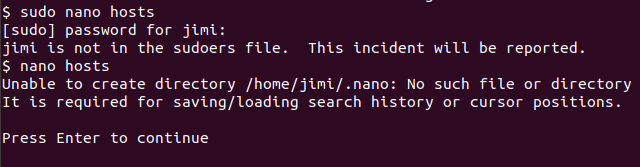 $ sudo nano hosts
[sudo] password for jimi:
jimi is not in the sudoers file.  This incident will be reported.
$ nano hosts
Unable to create directory /home/jimi/.nano: No such file or directory
It is required for saving/loading search history or cursor positions.

Press Enter to continue